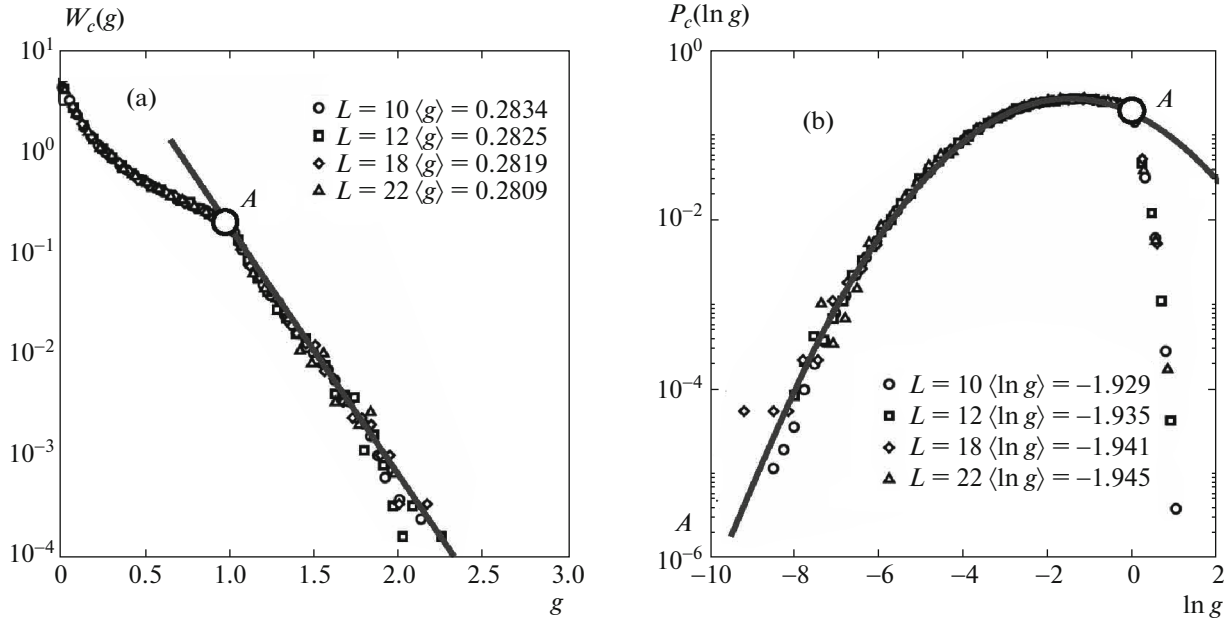 W_c(g)
10^1
10^0
10^-1
10^-2
10^-3
10^-4
(a)
L = 10 ⟨g⟩ = 0.2834
L = 12 ⟨g⟩ = 0.2825
L = 18 ⟨g⟩ = 0.2819
L = 22 ⟨g⟩ = 0.2809
A
0 0.5 1.0 1.5 2.0 2.5 3.0
g
P_c(ln g)
10^0
10^-2
10^-4
10^-6
(b)
A
L = 10 ⟨ln g⟩ = −1.929
L = 12 ⟨ln g⟩ = −1.935
L = 18 ⟨ln g⟩ = −1.941
L = 22 ⟨ln g⟩ = −1.945
A
−10 −8 −6 −4 −2 0 2
ln g